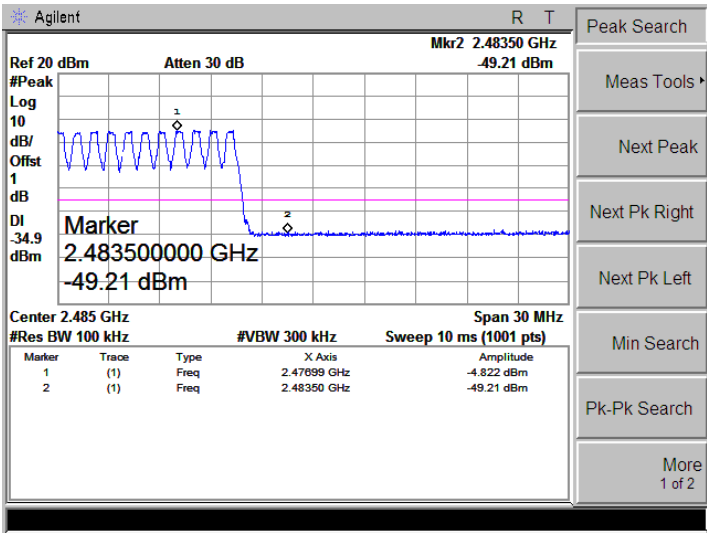 Agilent R T
Mkr2 2.48350 GHz
Ref 20 dBm Atten 30 dB -49.21 dBm
#Peak
Log
10
dB/
Offst
1
dB
DI
-34.9
dBm
1
2
Marker
2.483500000 GHz
-49.21 dBm
Center 2.485 GHz Span 30 MHz
#Res BW 100 kHz #VBW 300 kHz Sweep 10 ms (1001 pts)
Marker Trace Type X Axis Amplitude
1 (1) Freq 2.47699 GHz -4.822 dBm
2 (1) Freq 2.48350 GHz -49.21 dBm
Peak Search
Meas Tools
Next Peak
Next Pk Right
Next Pk Left
Min Search
Pk-Pk Search
More
1 of 2